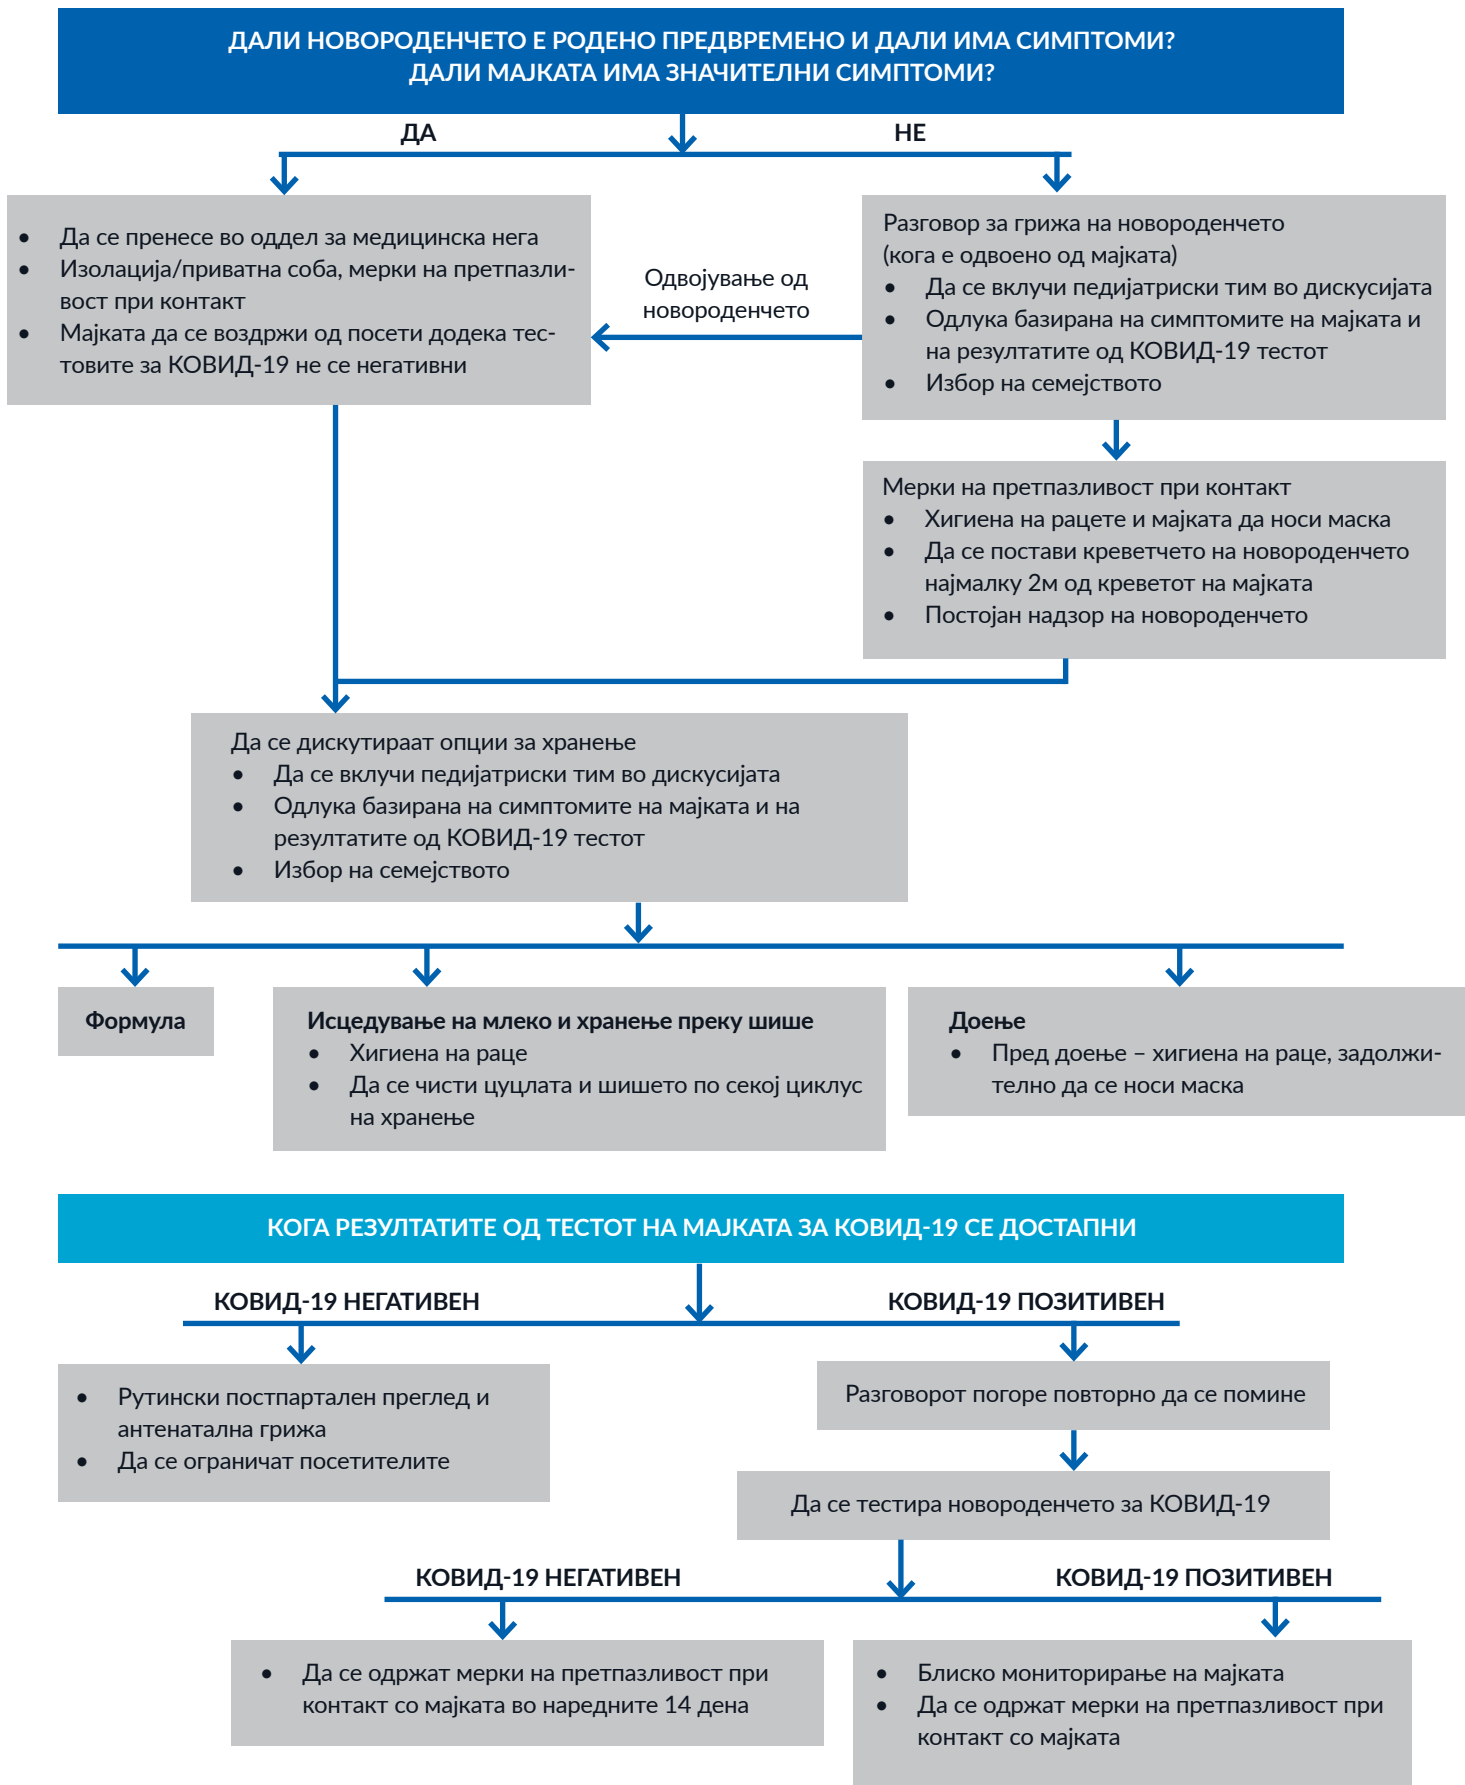 ДАЛИ НОВОРОДЕНЧЕТО Е РОДЕНО ПРЕДВРЕМЕНО И ДАЛИ ИМА СИМПТОМИ?
ДАЛИ МАЈКАТА ИМА ЗНАЧИТЕЛНИ СИМПТОМИ?
ДА
НЕ
• Да се пренесе во оддел за медицинска нега
• Изолација/приватна соба, мерки на претпазли-
вост при контакт
• Мајката да се воздржи од посети додека тес-
товите за КОВИД-19 не се негативни
Одвојување од
новороденчето
Разговор за грижа на новороденчето
(кога е одвоено од мајката)
• Да се вклучи педијатриски тим во дискусијата
• Одлука базирана на симптомите на мајката и
на резултатите од КОВИД-19 тестот
• Избор на семејството
Мерки на претпазливост при контакт
• Хигиена на рацете и мајката да носи маска
• Да се постави креветчето на новороденчето
најмалку 2м од креветот на мајката
• Постојан надзор на новороденчето
Да се дискутираат опции за хранење
• Да се вклучи педијатриски тим во дискусијата
• Одлука базирана на симптомите на мајката и на
резултатите од КОВИД-19 тестот
• Избор на семејството
Формула
Исцедување на млеко и хранење преку шише
• Хигиена на раце
• Да се чисти цуцлата и шишето по секој циклус
на хранење
Доење
• Пред доење – хигиена на раце, задолжи-
телно да се носи маска
КОГА РЕЗУЛТАТИТЕ ОД ТЕСТОТ НА МАЈКАТА ЗА КОВИД-19 СЕ ДОСТАПНИ
КОВИД-19 НЕГАТИВЕН
КОВИД-19 ПОЗИТИВЕН
• Рутински постпартален преглед и
антенатална грижа
• Да се ограничат посетителите
Разговорот погоре повторно да се помине
Да се тестира новороденчето за КОВИД-19
КОВИД-19 НЕГАТИВЕН
КОВИД-19 ПОЗИТИВЕН
• Да се одржат мерки на претпазливост при
контакт со мајката во наредните 14 дена
• Блиско мониторирање на мајката
• Да се одржат мерки на претпазливост при
контакт со мајката